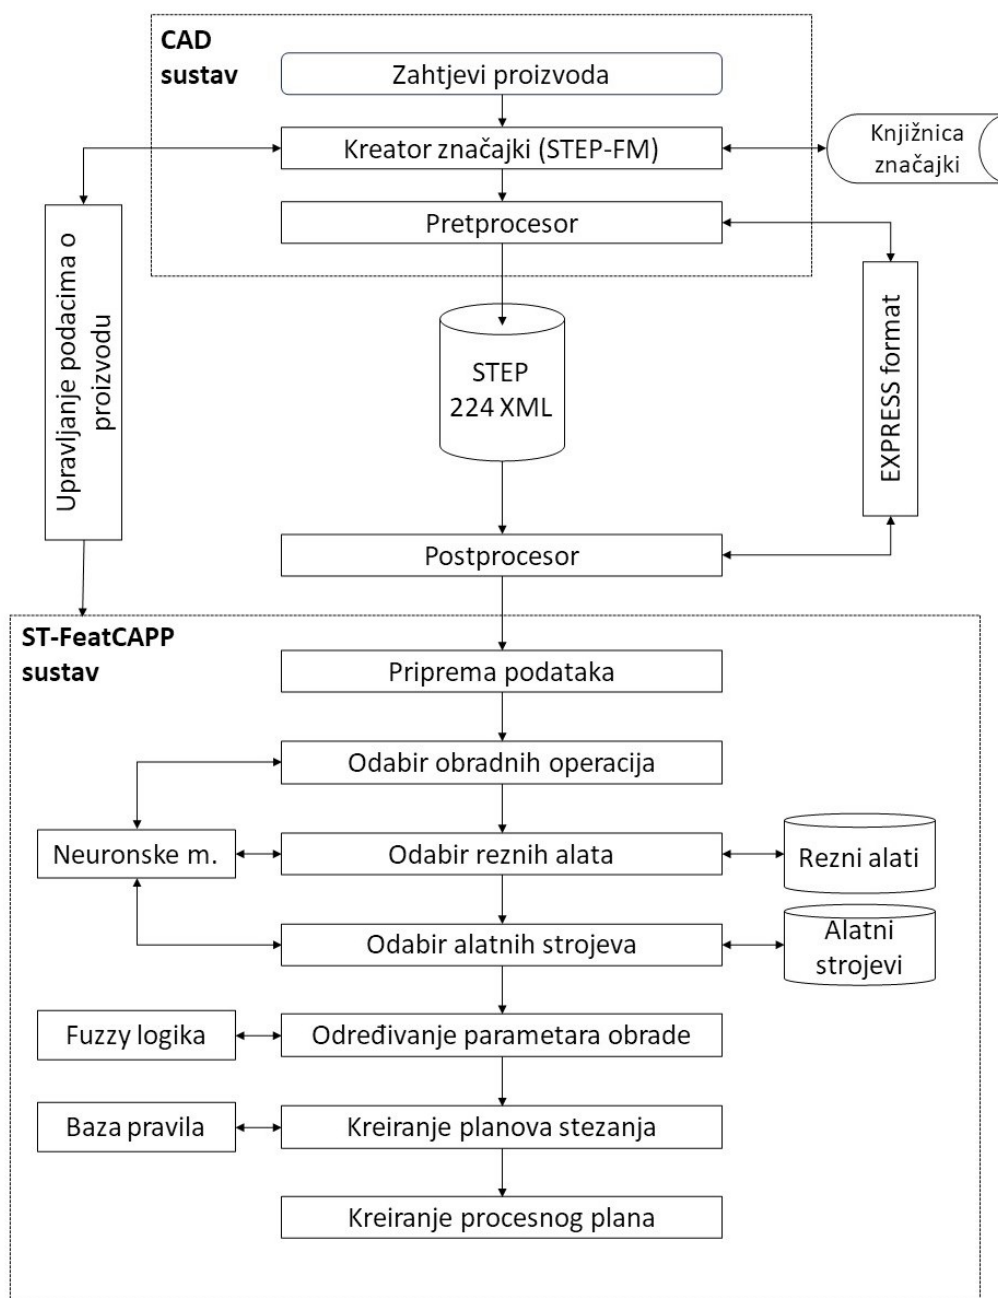 CAD
sustav
Zahtjevi proizvoda
Kreator značajki (STEP-FM)
Knjižnica
značajki
Pretprocesor
Upravljanje podacima o
proizvodu
STEP
224 XML
EXPRESS format
Postprocesor
ST-FeatCAPP
sustav
Priprema podataka
Odabir obradnih operacija
Neuronske m.
Odabir reznih alata
Rezni alati
Odabir alatnih strojeva
Alatni
strojevi
Fuzzy logika
Određivanje parametara obrade
Baza pravila
Kreiranje planova stezanja
Kreiranje procesnog plana